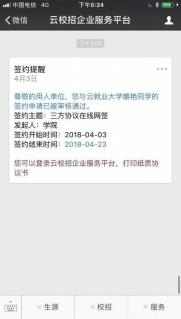 中国电信 4G
下午6:34
微信
云校招企业服务平台
下午5:03
签约提醒
4月3日
尊敬的用人单位，您与云就业大学的同学的
签约申请已被审核通过。
签约主题：三方协议在线网签
发起人：学院
签约开始时间：2018-04-03
签约结束时间：2018-04-23
您可以登录云校招企业服务平台，打印纸质协
议书
生源
校招
服务